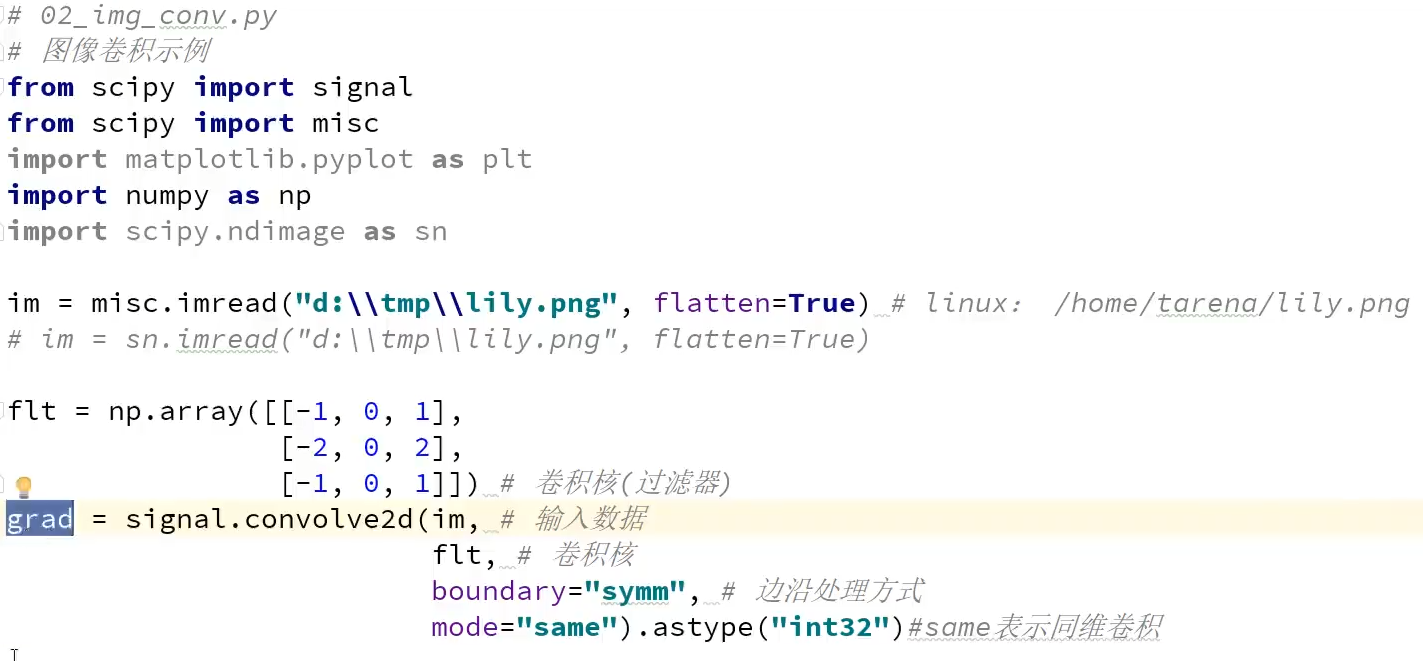 # 02_img_conv.py
# 图像卷积示例
from scipy import signal
from scipy import misc
import matplotlib.pyplot as plt
import numpy as np
import scipy.ndimage as sn
im = misc.imread("d:\\tmp\\lily.png", flatten=True) # linux: /home/tarena/lily.png
# im = sn.imread("d:\\tmp\\lily.png", flatten=True)
flt = np.array([[-1, 0, 1],
[-2, 0, 2],
[-1, 0, 1]]) # 卷积核(过滤器)
grad = signal.convolve2d(im, # 输入数据
flt, # 卷积核
boundary="symm", # 边沿处理方式
mode="same").astype("int32")#same表示同维卷积